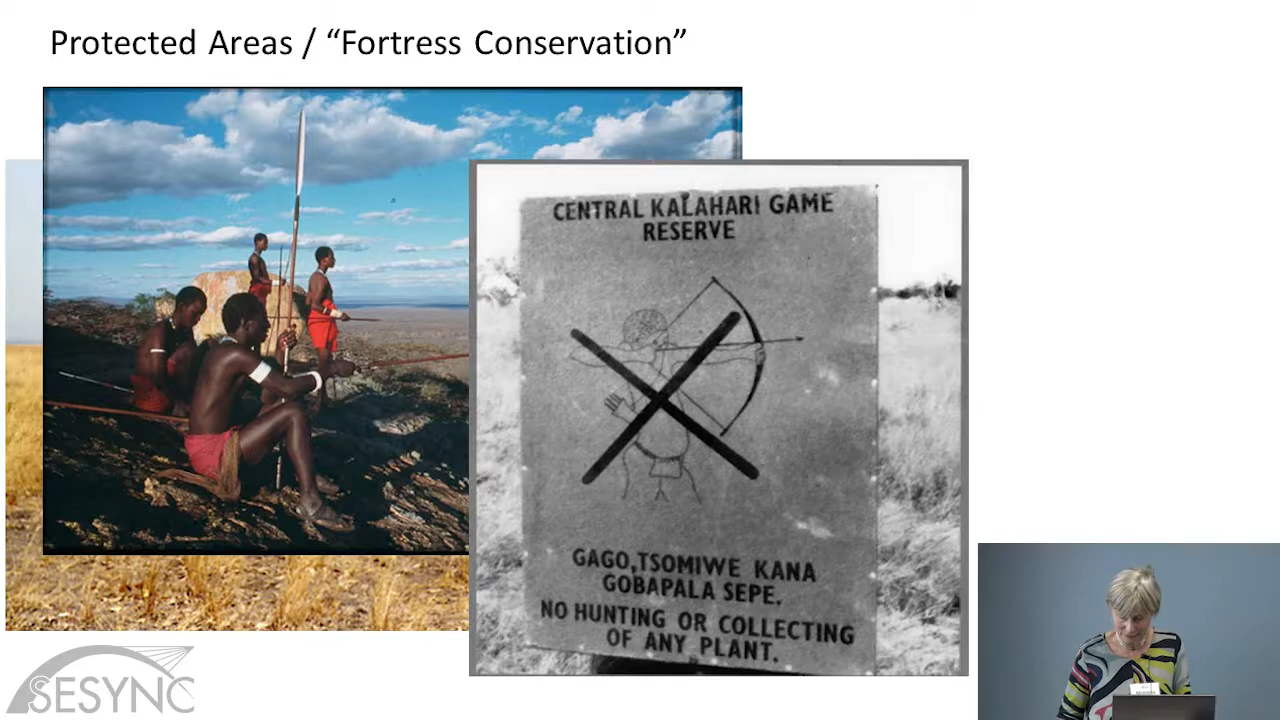 Protected Areas / “Fortress Conservation”
CENTRAL KALAHARI GAME
RESERVE
GAGO,TSOMIWE KANA
GOBAPALA SEPE.
NO HUNTING OR COLLECTING
OF ANY PLANT.
SESYNC